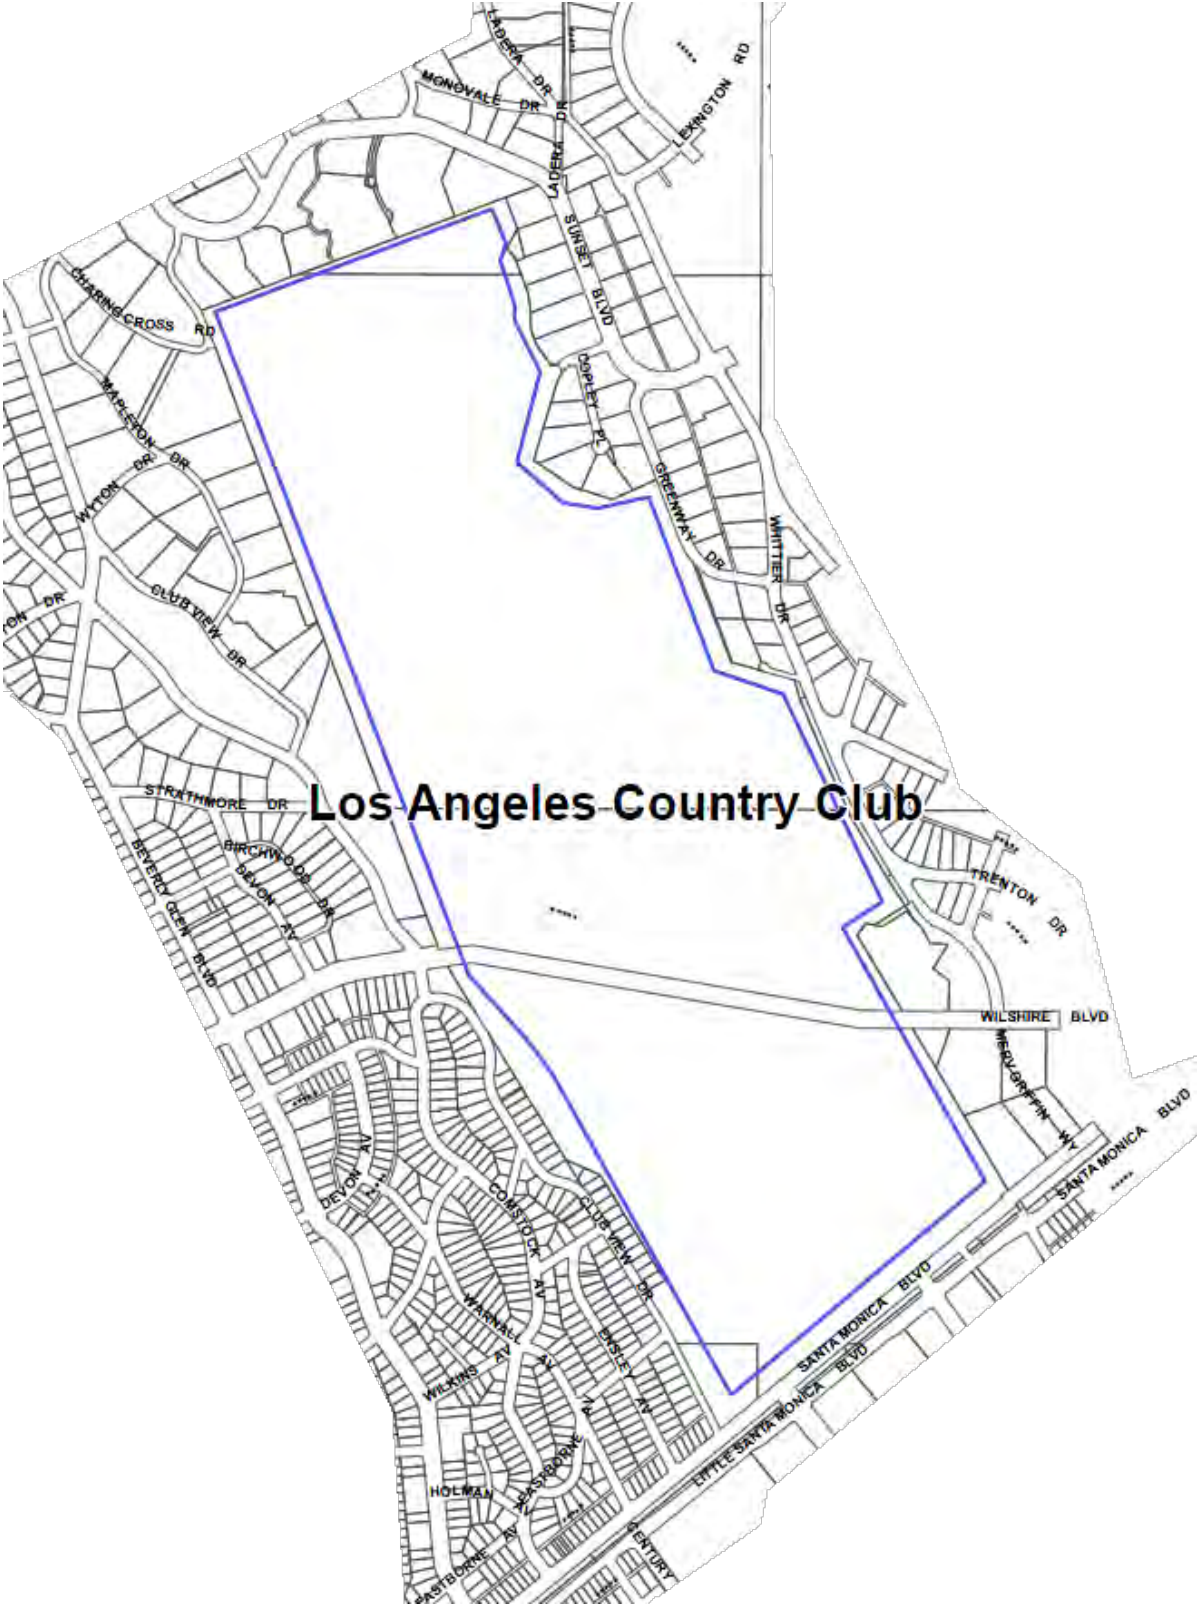 LADERA DR
LEXINGTON RD
MONOVALE DR
LADERA DR
SUNSET BLVD
CHARING CROSS RD
COPLEY PL
MAPLETON DR
WYTON DR
GREENWAY DR
WHITTIER DR
CLUB VIEW DR
ON DR
STRATHMORE DR
Los Angeles Country Club
BIRCHWOOD DR
BEVERLY GLEN BLVD
DEVON AV
TRENTON DR
WILSHIRE BLVD
MERV GRIFFIN WY
SANTA MONICA BLVD
DEVON AV
COMSTOCK AV
CLUB VIEW DR
WARNALL AV
ENSLEY AV
WILKINS AV
SANTA MONICA BLVD
LITTLE SANTA MONICA BLVD
EASTBORNE AV
HOLMAN AV
CENTURY
EASTBORNE AV